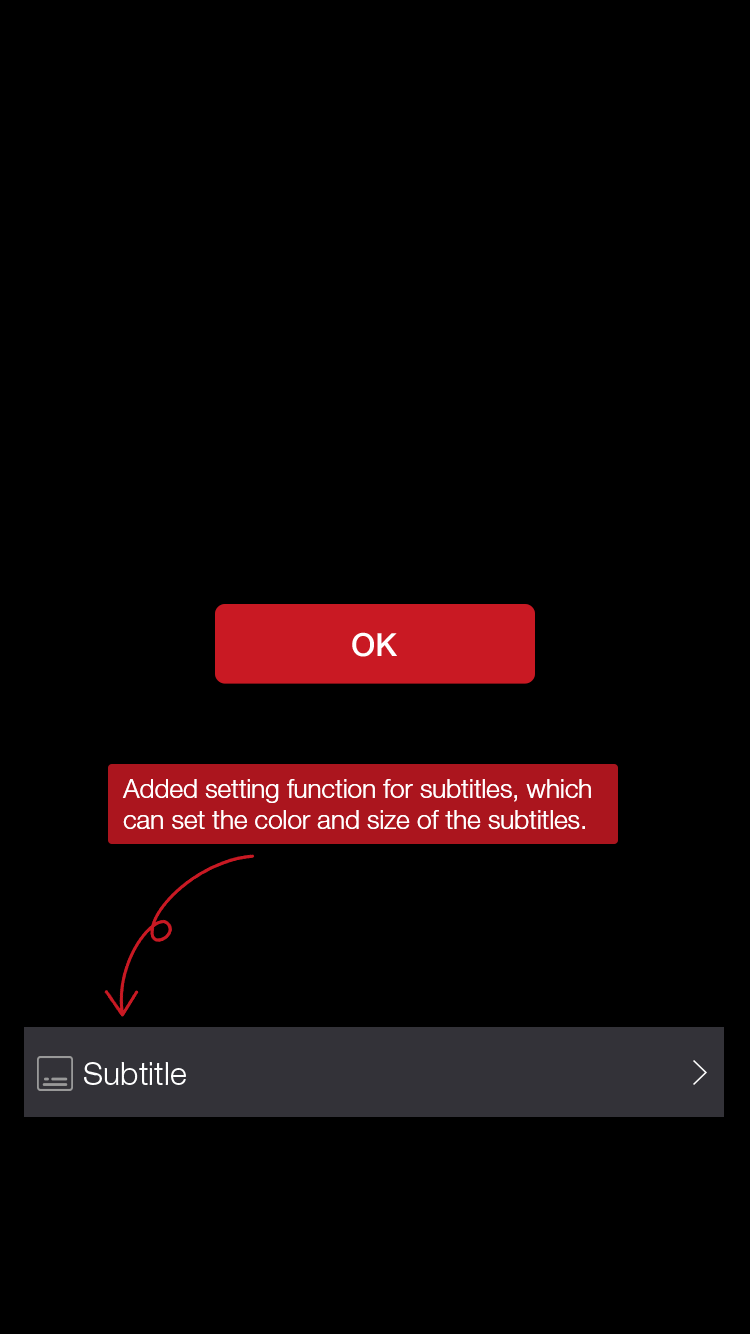 OK
Added setting function for subtitles, which
can set the color and size of the subtitles.
Subtitle